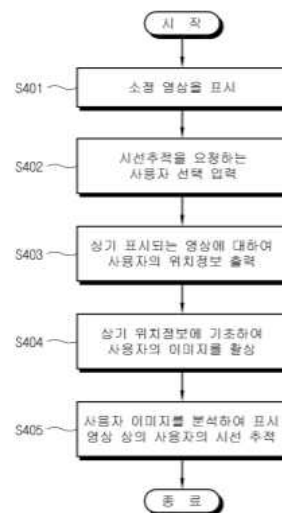 시 작
S401
소정 영상을 표시
S402
시선추적을 요청하는
사용자 선택 입력
S403
상기 표시되는 영상에 대하여
사용자의 위치정보 출력
S404
상기 위치정보에 기초하여
사용자의 이미지를 촬상
S405
사용자 이미지를 분석하여 표시
영상 상의 사용자의 시선 추적
종 료